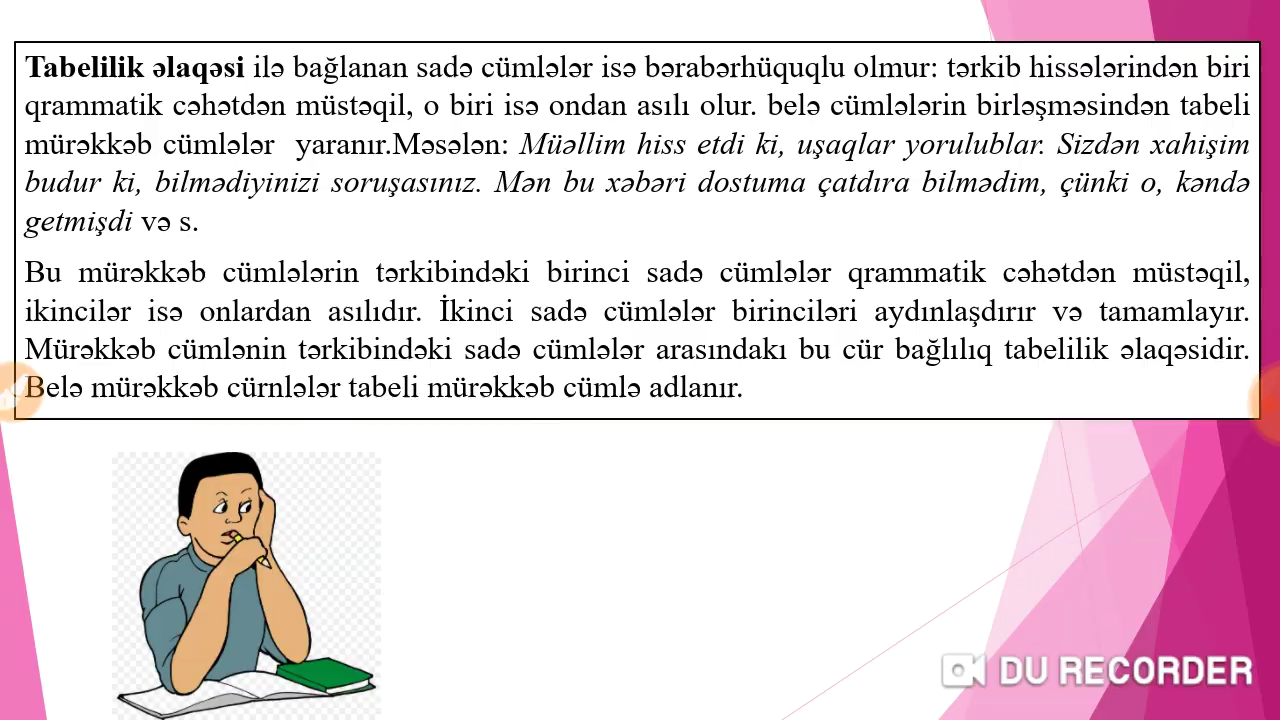 Tabelilik əlaqəsi ilə bağlanan sadə cümlələr isə bərabərhüquqlu olmur: tərkib hissələrindən biri
qrammatik cəhətdən müstəqil, o biri isə ondan asılı olur. belə cümlələrin birləşməsindən tabeli
mürəkkəb cümlələr yaranır.Məsələn: Müəllim hiss etdi ki, uşaqlar yorulublar. Sizdən xahişim
budur ki, bilmədiyinizi soruşasınız. Mən bu xəbəri dostuma çatdıra bilmədim, çünki o, kəndə
getmişdi və s.
Bu mürəkkəb cümlələrin tərkibindəki birinci sadə cümlələr qrammatik cəhətdən müstəqil,
ikincilər isə onlardan asılıdır. İkinci sadə cümlələr birinciləri aydınlaşdırır və tamamlayır.
Mürəkkəb cümlənin tərkibindəki sadə cümlələr arasındakı bu cür bağlılıq tabelilik əlaqəsidir.
Belə mürəkkəb cürnlələr tabeli mürəkkəb cümlə adlanır.
DU RECORDER